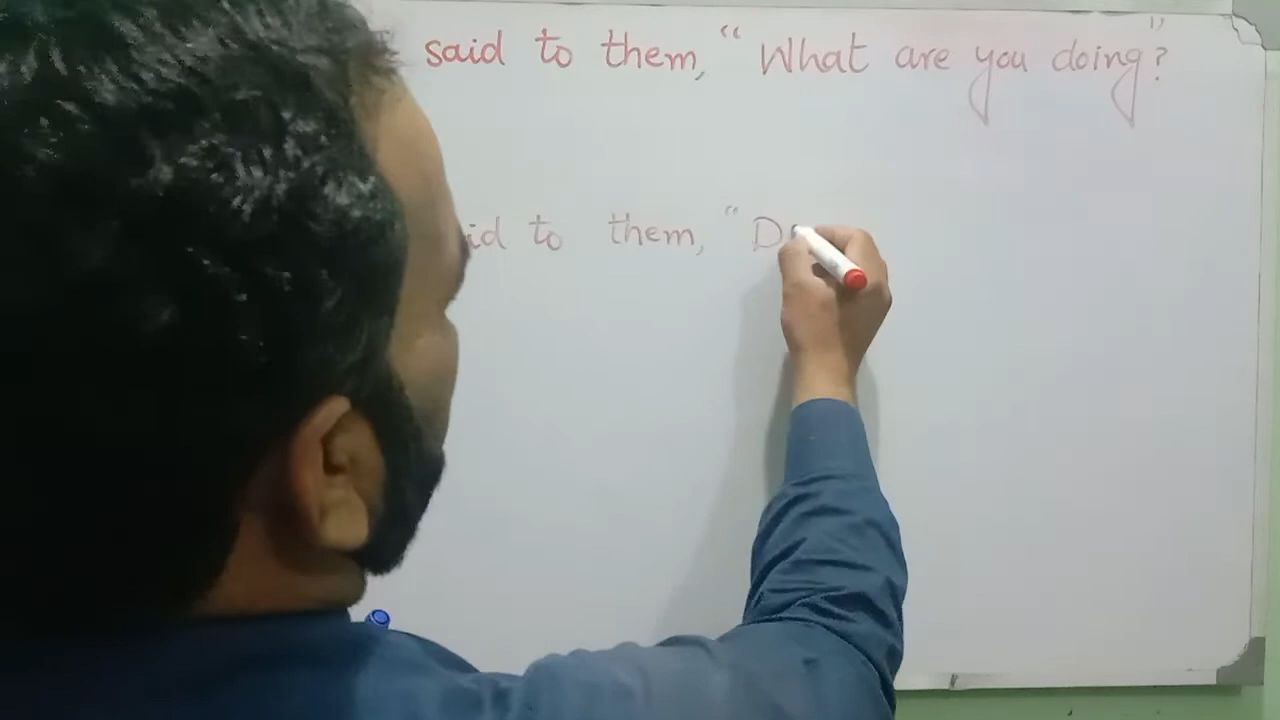 said to them, “What are you doing”?
id to them, “D